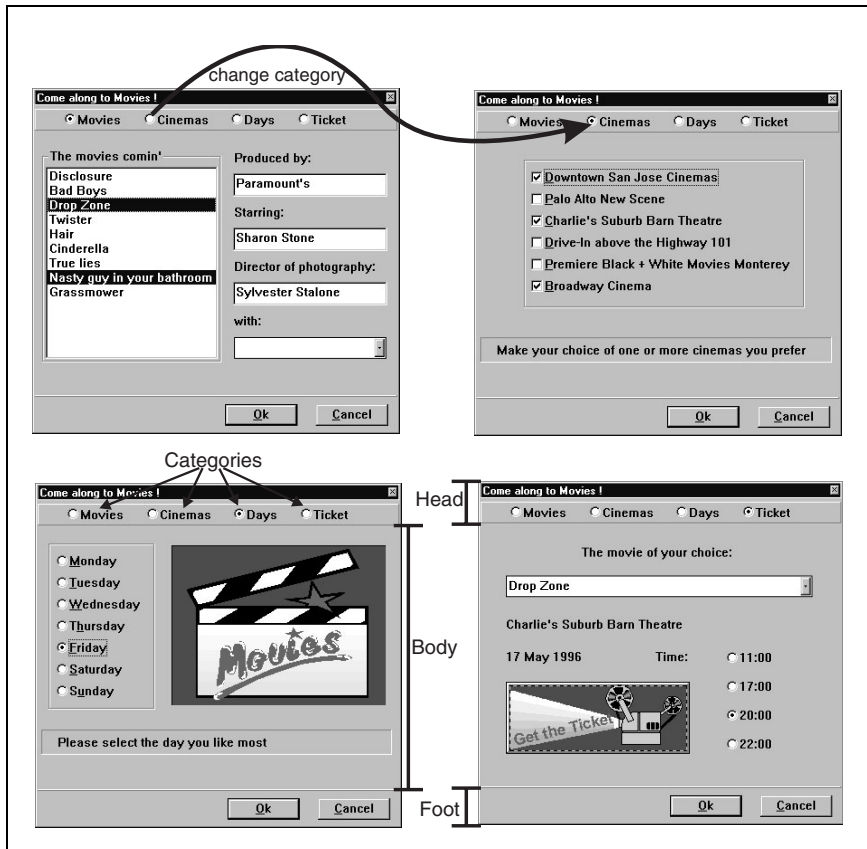 change category
Come along to Movies !
Movies Cinemas Days Ticket
The movies comin'
Disclosure
Bad Boys
Drop Zone
Twister
Hair
Cinderella
True lies
Nasty guy in your bathroom
Grassmower
Produced by:
Paramount's
Starring:
Sharon Stone
Director of photography:
Sylvester Stalone
with:
Ok Cancel
Come along to Movies !
Movies Cinemas Days Ticket
Downtown San Jose Cinemas
Palo Alto New Scene
Charlie's Suburb Barn Theatre
Drive-In above the Highway 101
Premiere Black + White Movies Monterey
Broadway Cinema
Make your choice of one or more cinemas you prefer
Ok Cancel
Categories
Come along to Movies !
Movies Cinemas Days Ticket
Monday
Tuesday
Wednesday
Thursday
Friday
Saturday
Sunday
Movies
Please select the day you like most
Ok Cancel
Head
Body
Foot
Come along to Movies !
Movies Cinemas Days Ticket
The movie of your choice:
Drop Zone
Charlie's Suburb Barn Theatre
17 May 1996 Time:
11:00
17:00
20:00
22:00
Get the Ticket
Ok Cancel